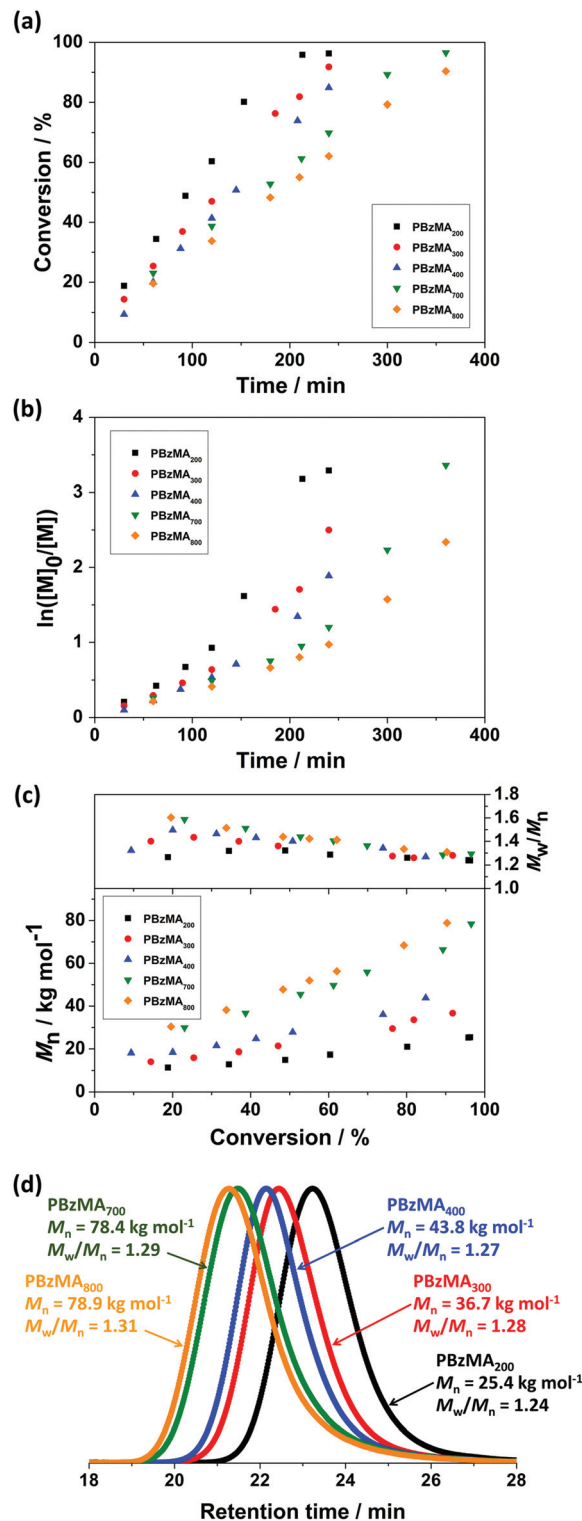 (a)
100
80
60
40
20
0
Conversion / %
PBzMA200
PBzMA300
PBzMA400
PBzMA700
PBzMA800
0 100 200 300 400
Time / min
(b)
4
3
2
1
0
ln([M]0/[M])
PBzMA200
PBzMA300
PBzMA400
PBzMA700
PBzMA800
0 100 200 300 400
Time / min
(c)
1.8
1.6
1.4
1.2
1.0
Mw/Mn
80
60
40
20
0
Mn / kg mol-1
PBzMA200
PBzMA300
PBzMA400
PBzMA700
PBzMA800
0 20 40 60 80 100
Conversion / %
(d)
PBzMA700
Mn = 78.4 kg mol-1
Mw/Mn = 1.29
PBzMA800
Mn = 78.9 kg mol-1
Mw/Mn = 1.31
PBzMA400
Mn = 43.8 kg mol-1
Mw/Mn = 1.27
PBzMA300
Mn = 36.7 kg mol-1
Mw/Mn = 1.28
PBzMA200
Mn = 25.4 kg mol-1
Mw/Mn = 1.24
18 20 22 24 26 28
Retention time / min